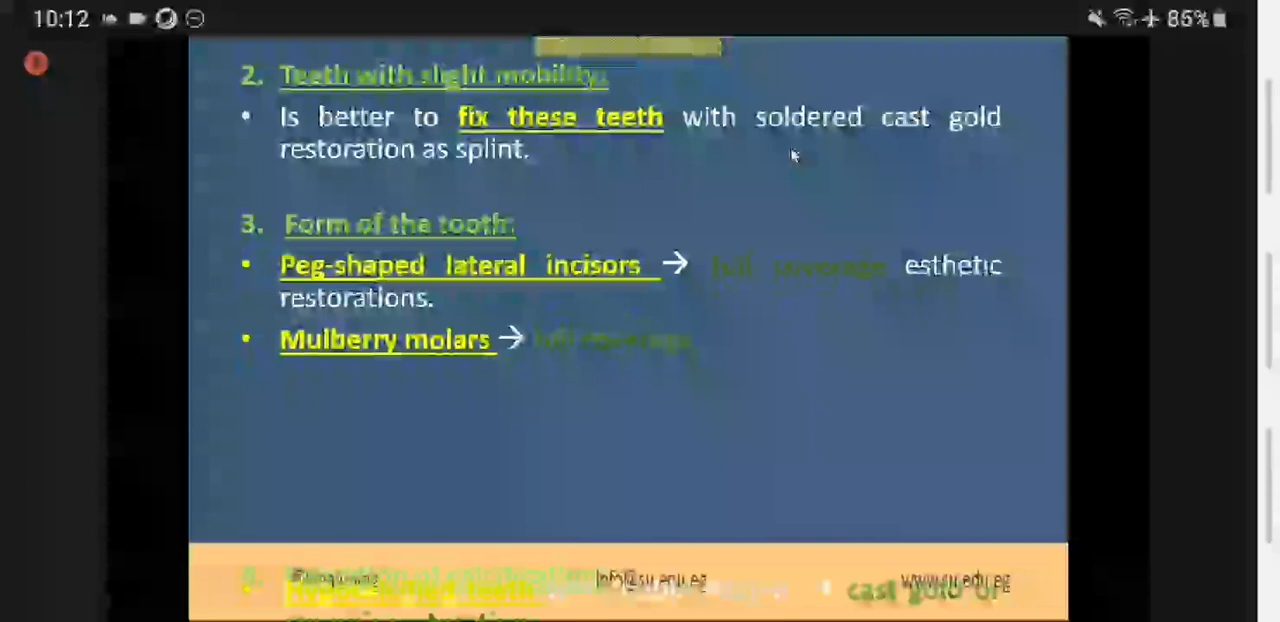 10:12
85%
2. Teeth with slight mobility:
• Is better to fix these teeth with soldered cast gold
restoration as splint.
3. Form of the tooth:
• Peg-shaped lateral incisors → full coverage esthetic
restorations.
• Mulberry molars → full coverage
info@su.edu.eg
www.su.edu.eg
cast gold or